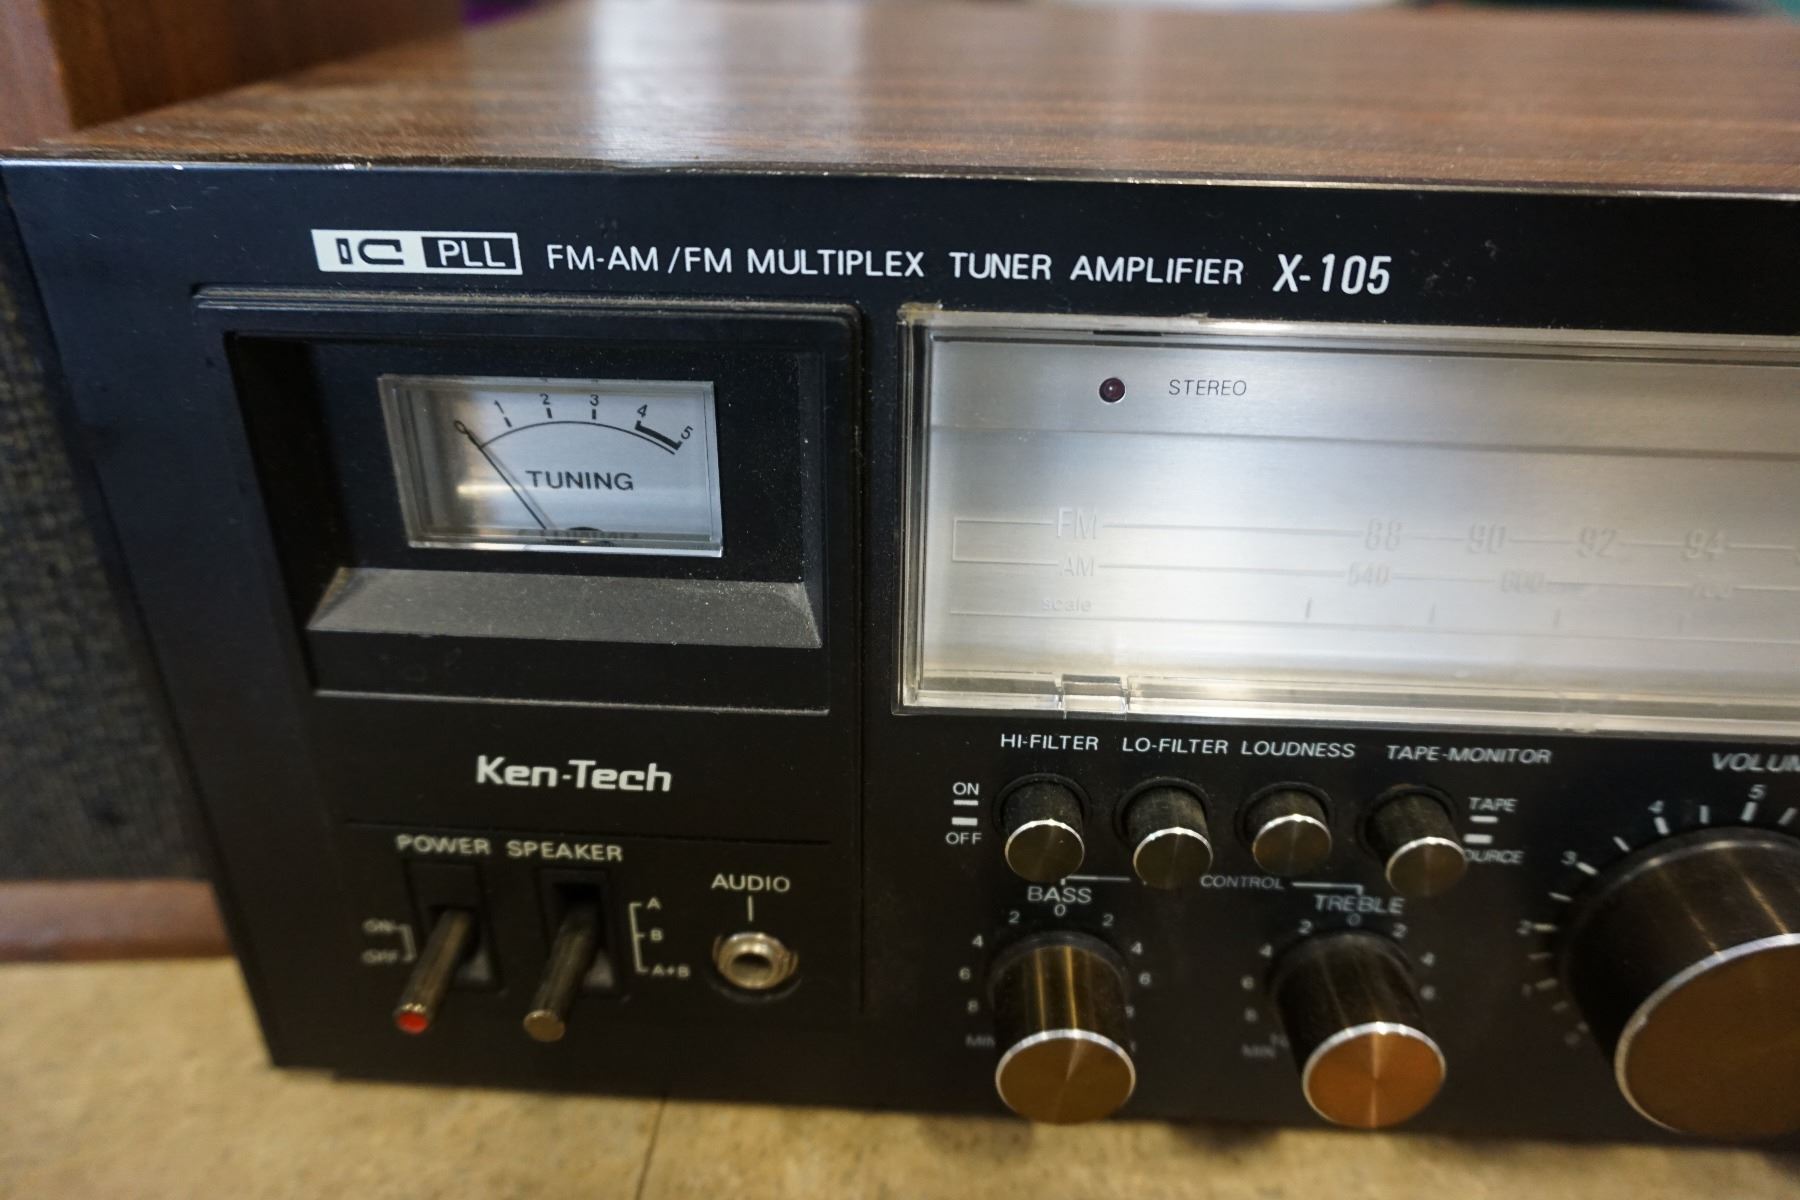 IC PLL FM-AM/FM MULTIPLEX TUNER AMPLIFIER X-105
0 1 2 3 4 5
TUNING
STEREO
FM 88 90 92 94
AM 540 600
scale
Ken-Tech
HI-FILTER LO-FILTER LOUDNESS TAPE-MONITOR
ON
OFF
TAPE
VOLUM
1 2 3 4 5
POWER SPEAKER
ON
OFF
A
B
A+B
AUDIO
CONTROL
BASS
MIN 8 6 4 2 0 2 4 6 8
TREBLE
MIN 8 6 4 2 0 2 4 6